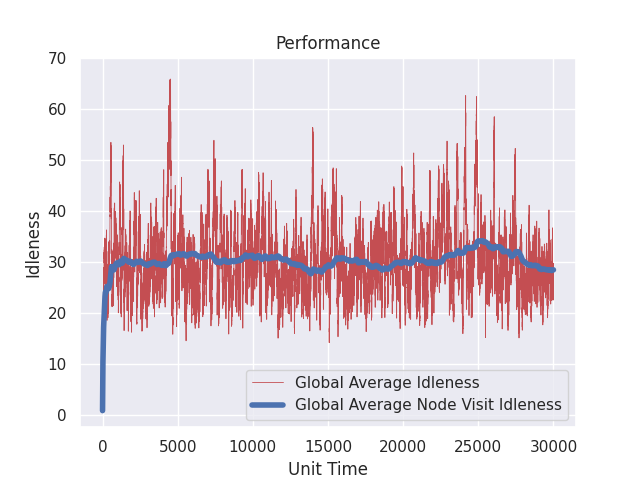 Performance
70
60
50
40
30
20
10
0
Idleness
Global Average Idleness
Global Average Node Visit Idleness
0 5000 10000 15000 20000 25000 30000
Unit Time